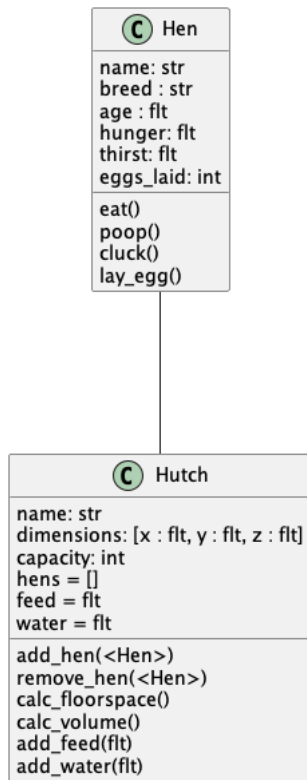 C Hen
name: str
breed : str
age : flt
hunger: flt
thirst: flt
eggs_laid: int
eat()
poop()
cluck()
lay_egg()
C Hutch
name: str
dimensions: [x : flt, y : flt, z : flt]
capacity: int
hens = []
feed = flt
water = flt
add_hen(<Hen>)
remove_hen(<Hen>)
calc_floorspace()
calc_volume()
add_feed(flt)
add_water(flt)